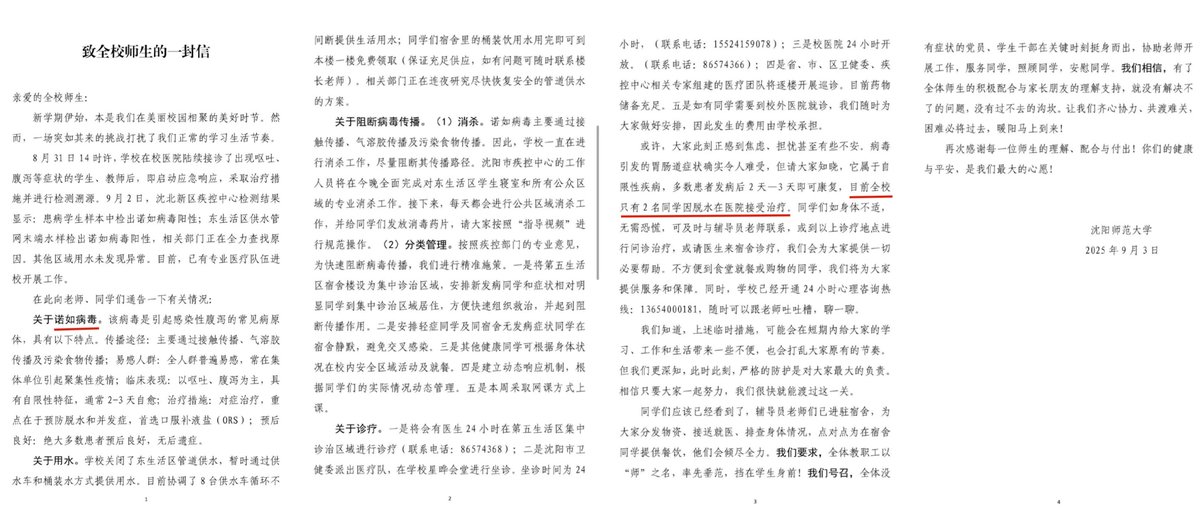 致全校师生的一封信
亲爱的全校师生：
新学期伊始，本是我们在美丽校园相聚的美好时节。然
而，一场突如其来的挑战打扰了我们正常的学习生活节奏。
8月31日14时许，学校在校医院陆续接诊了出现呕吐、
腹泻等症状的学生、教师后，即启动应急响应，采取治疗措
施并进行检测溯源。9月2日，沈北新区疾控中心检测结果
显示：患病学生样本中检出诺如病毒阳性；东生活区供水管
网末端水样检出诺如病毒阳性，相关部门正在全力查找原
因。其他区域用水未发现异常。目前，已有专业医疗队伍进
校开展工作。
在此向老师、同学们通告一下有关情况：
关于诺如病毒。该病毒是引起感染性腹泻的常见病原
体，具有以下特点。传播途径：主要通过接触传播、气溶胶
传播及污染食物传播；易感人群：全人群普遍易感，常在集
体单位引起聚集性疫情；临床表现：以呕吐、腹泻为主，具
有自限性特征，通常2-3天自愈；治疗措施：对症治疗，重
点在于预防脱水和并发症，首选口服补液盐（ORS）；预后
良好：绝大多数患者预后良好，无后遗症。
关于用水。学校关闭了东生活区管道供水，暂时通过供
水车和桶装水方式提供用水。目前协调了8台供水车循环不
1
间断提供生活用水；同学们宿舍里的桶装饮用水用完即可到
本楼一楼免费领取（保证充足供应，如有问题可随时联系楼
长老师）。相关部门正在连夜研究尽快恢复安全的管道供水
的方案。
关于阻断病毒传播。（1）消杀。诺如病毒主要通过接
触传播、气溶胶传播及污染食物传播。因此，学校一直在进
行消杀工作，尽量阻断其传播路径。沈阳市疾控中心的工作
人员将在今晚全面完成对东生活区学生寝室和所有公众区
域的专业消杀工作。接下来，每天都会进行公共区域消杀工
作，并给同学们发放消毒药片，请大家按照“指导视频”进
行规范操作。（2）分类管理。按照疾控部门的专业意见，
为快速阻断病毒传播，我们进行精准施策。一是将第五生活
区宿舍楼设为集中诊治区域，安排新发病同学和症状相对明
显同学到集中诊治区域居住，方便快速组织救治，并起到阻
断传播作用。二是安排轻症同学及同宿舍无发病症状同学在
宿舍静默，避免交叉感染。三是其他健康同学可根据身体状
况在校内安全区域活动及就餐。四是建立动态响应机制，根
据同学们的实际情况动态管理。五是本周采取网课方式上
课。
关于诊疗。一是将会有医生24小时在第五生活区集中
诊治区域进行诊疗（联系电话：86574368）；二是沈阳市卫
健委派出医疗队，在学校星晔会堂进行坐诊。坐诊时间为24
2
小时，（联系电话：15524159078）；三是校医院24小时开
放。（联系电话：86574366）；四是省、市、区卫健委、疾
控中心相关专家组建的医疗团队将逐楼开展巡诊。目前药物
储备充足。五是如有同学需要到校外医院就诊，我们随时为
大家做好安排，因此发生的费用由学校承担。
或许，大家此刻正感到焦虑、担忧甚至有些不安。病毒
引发的胃肠道症状确实令人难受，但请大家知晓，它属于自
限性疾病，多数患者发病后2天—3天即可康复，目前全校
只有2名同学因脱水在医院接受治疗。同学们如身体不适，
无需恐慌，可及时与辅导员老师联系，或到以上诊疗地点进
行问诊治疗，或请医生来宿舍诊疗，我们会为大家提供一切
必要帮助。不方便到食堂就餐或购物的同学，我们将为大家
提供服务和保障。同时，学校已经开通24小时心理咨询热
线：13654000181，随时可以跟老师吐吐槽，聊一聊。
我们知道，上述临时措施，可能会在短期内给大家的学
习、工作和生活带来一些不便，也会打乱大家原有的节奏。
但我们更深知，此时此刻，严格的防护是对大家最大的负责。
相信只要大家一起努力，我们很快就能渡过这一关。
同学们应该已经看到了，辅导员老师们已进驻宿舍，为
大家分发物资、接送就医、排查身体情况，点对点为在宿舍
同学提供餐饮，他们会倾尽全力。我们要求，全体教职工以
“师”之名，率先垂范，挡在学生身前！我们号召，全体没
3
有症状的党员、学生干部在关键时刻挺身而出，协助老师开
展工作，服务同学，照顾同学，安慰同学。我们相信，有了
全体师生的积极配合与家长朋友的理解支持，就没有解决不
了的问题，没有过不去的沟坎。让我们齐心协力、共渡难关，
困难必将过去，暖阳马上到来！
再次感谢每一位师生的理解、配合与付出！你们的健康
与平安，是我们最大的心愿！
沈阳师范大学
2025年9月3日
4